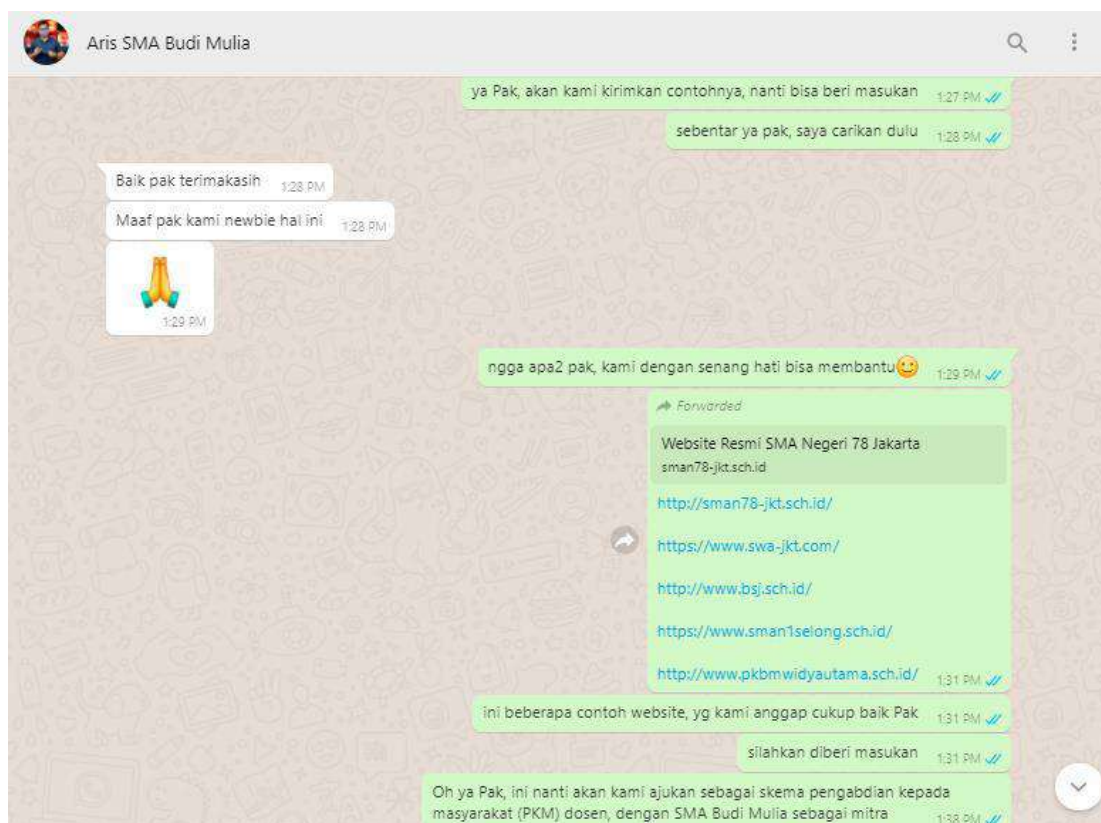 Aris SMA Budi Mulia
ya Pak, akan kami kirimkan contohnya, nanti bisa beri masukan 1:27 PM
sebentar ya pak, saya carikan dulu 1:28 PM
Baik pak terimakasih 1:28 PM
Maaf pak kami newbie hal ini 1:28 PM
1:29 PM
ngga apa2 pak, kami dengan senang hati bisa membantu 1:29 PM
Forwarded
Website Resmi SMA Negeri 78 Jakarta
sman78-jkt.sch.id
http://sman78-jkt.sch.id/
https://www.swa-jkt.com/
http://www.bsj.sch.id/
https://www.sman1selong.sch.id/
http://www.pkbmwidyautama.sch.id/ 1:31 PM
ini beberapa contoh website, yg kami anggap cukup baik Pak 1:31 PM
silahkan diberi masukan 1:31 PM
Oh ya Pak, ini nanti akan kami ajukan sebagai skema pengabdian kepada
masyarakat (PKM) dosen, dengan SMA Budi Mulia sebagai mitra 1:38 PM